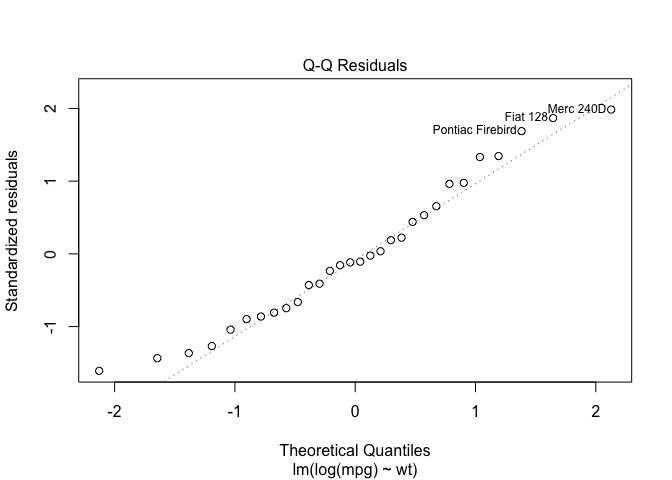 Q-Q Residuals
Standardized residuals
2
1
0
-1
Merc 240D
Fiat 128
Pontiac Firebird
-2
-1
0
1
2
Theoretical Quantiles
lm(log(mpg) ~ wt)